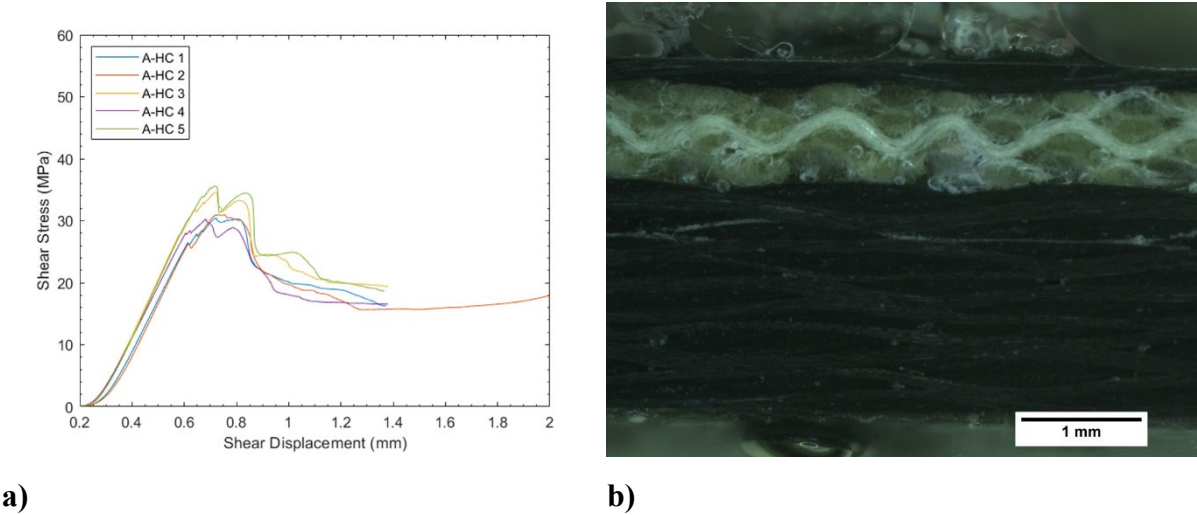 60
50
40
30
20
10
0
Shear Stress (MPa)
A-HC 1
A-HC 2
A-HC 3
A-HC 4
A-HC 5
0.2 0.4 0.6 0.8 1 1.2 1.4 1.6 1.8 2
Shear Displacement (mm)
1 mm
a) b)